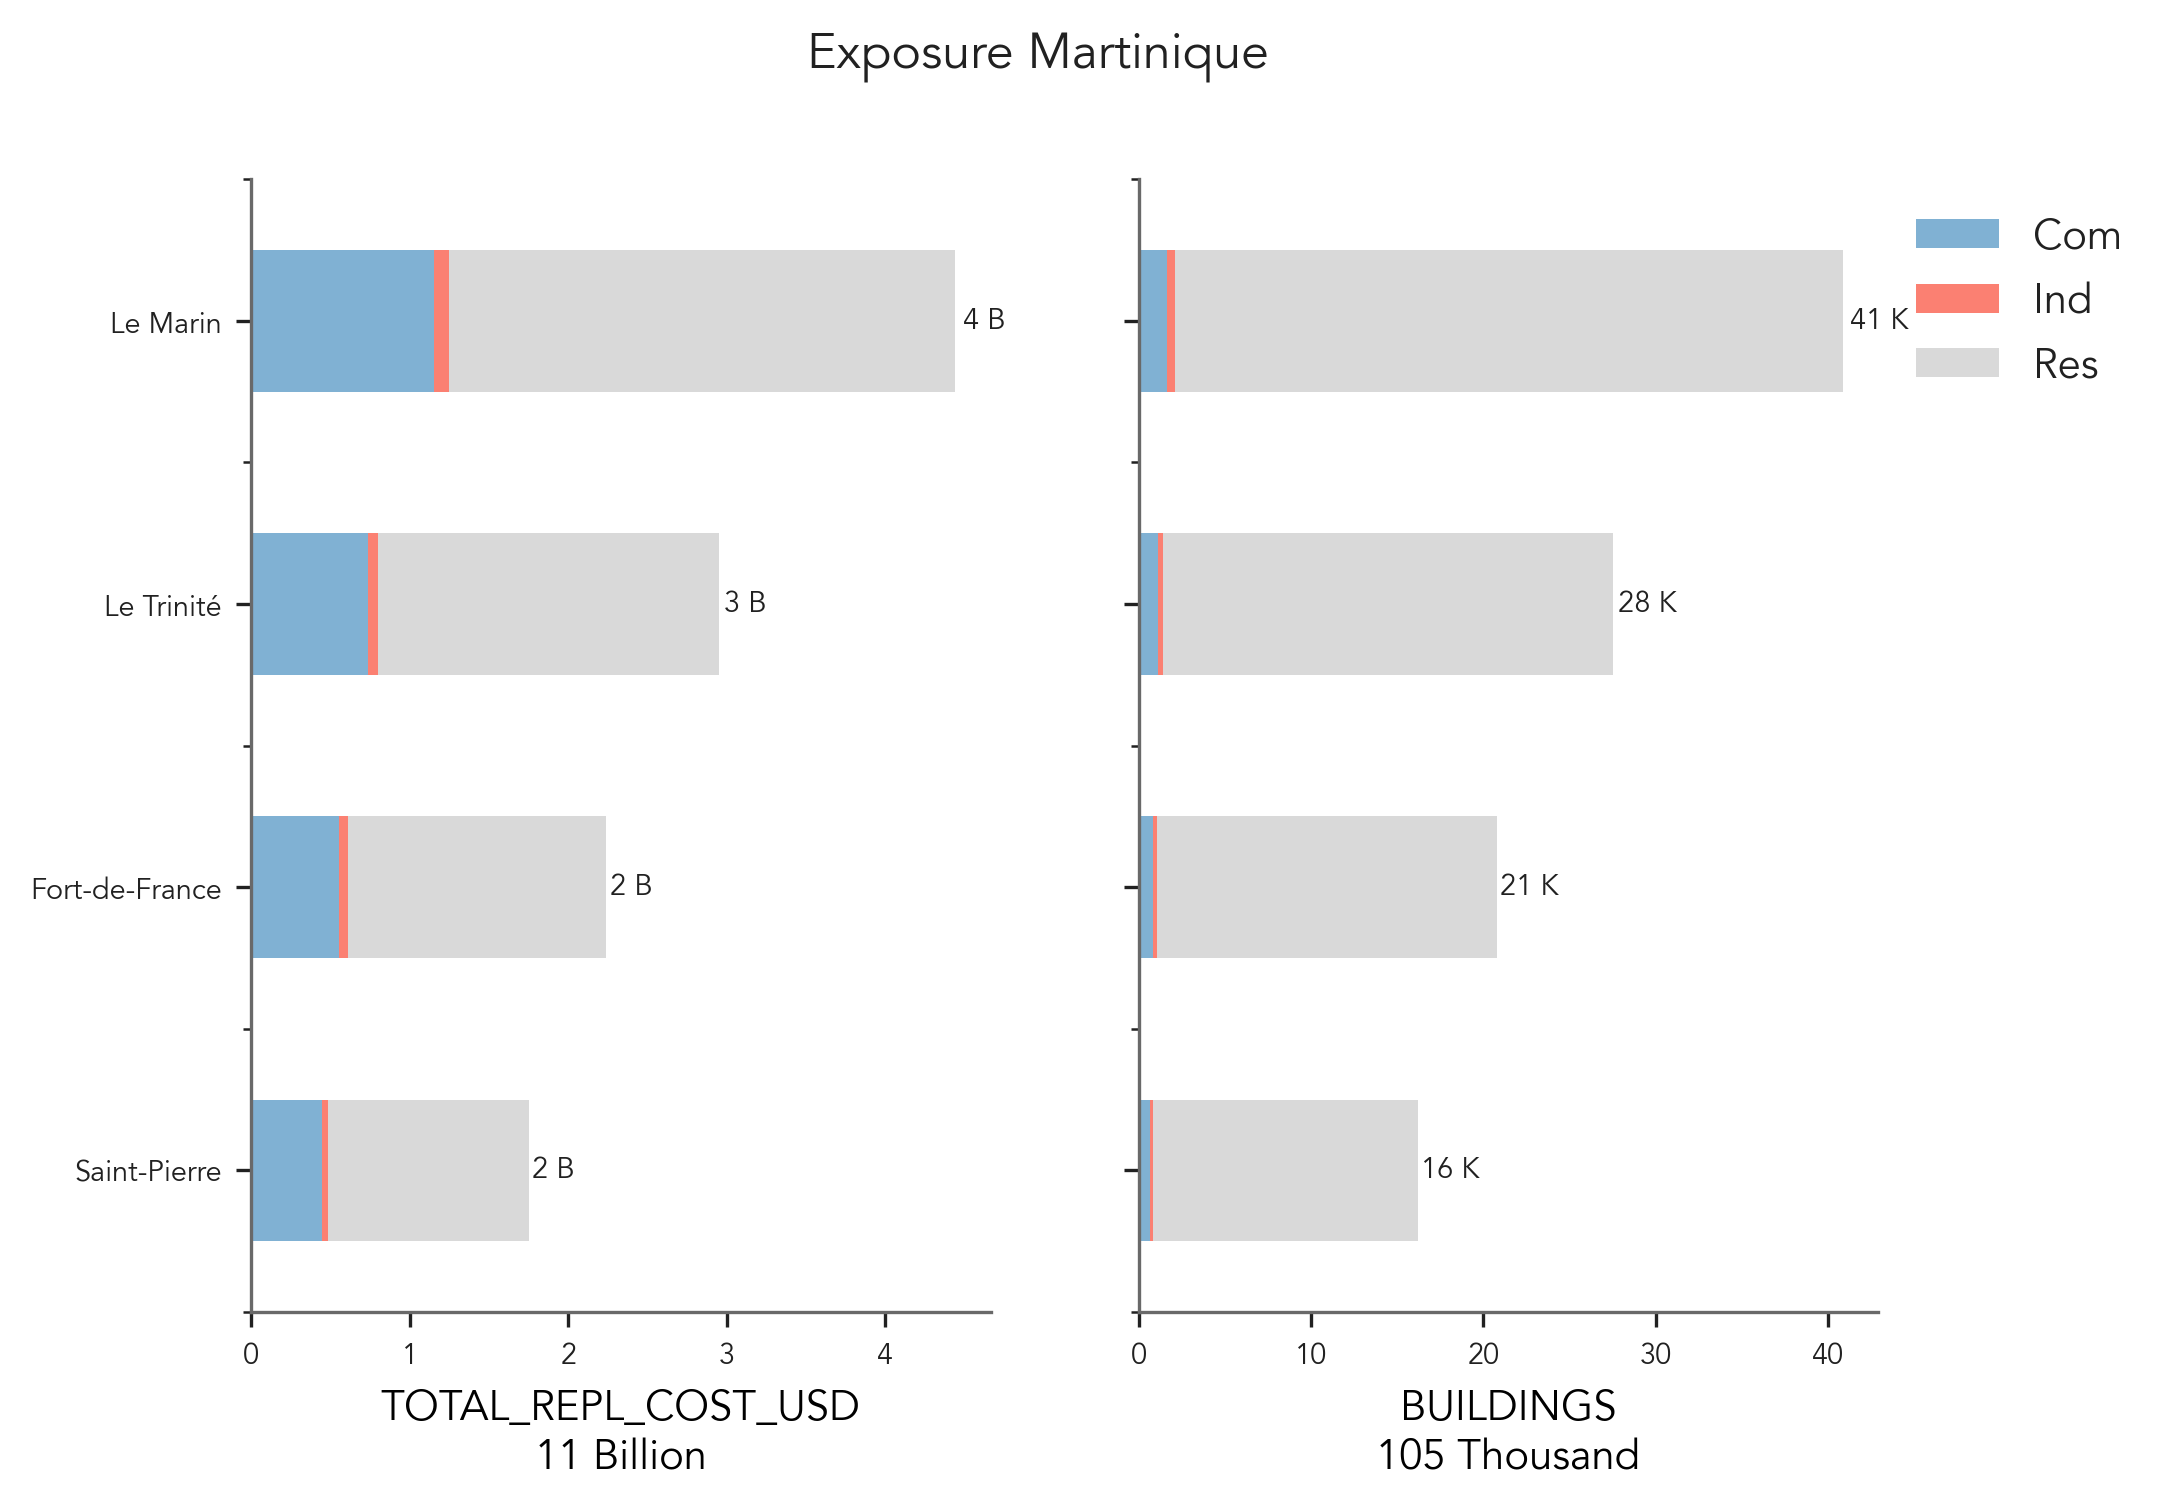 Exposure Martinique
Le Marin
Le Trinité
Fort-de-France
Saint-Pierre
4 B
3 B
2 B
2 B
0 1 2 3 4
TOTAL_REPL_COST_USD
11 Billion
41 K
28 K
21 K
16 K
0 10 20 30 40
BUILDINGS
105 Thousand
Com
Ind
Res